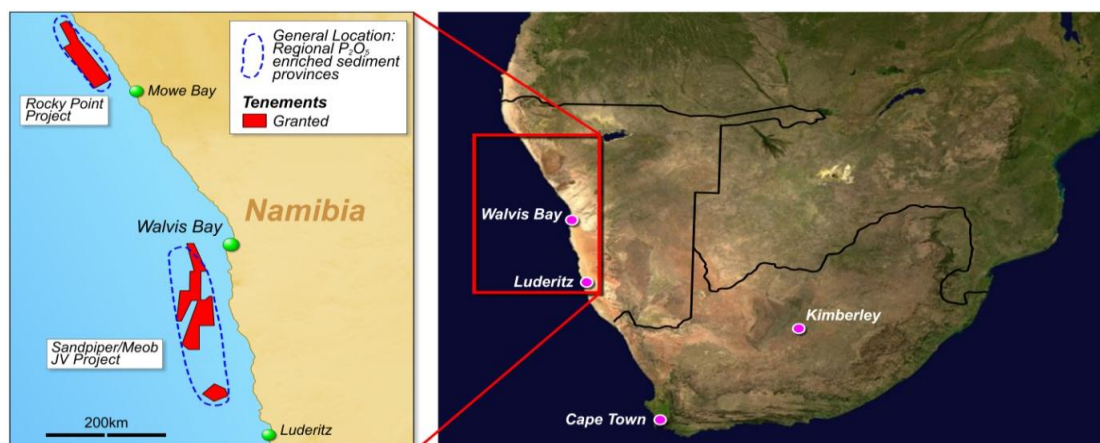 General Location:
Regional P₂O₅
enriched sediment
provinces
Tenements
Granted
Mowe Bay
Rocky Point
Project
Namibia
Walvis Bay
Sandpiper/Meob
JV Project
200km
Luderitz
Walvis Bay
Luderitz
Kimberley
Cape Town